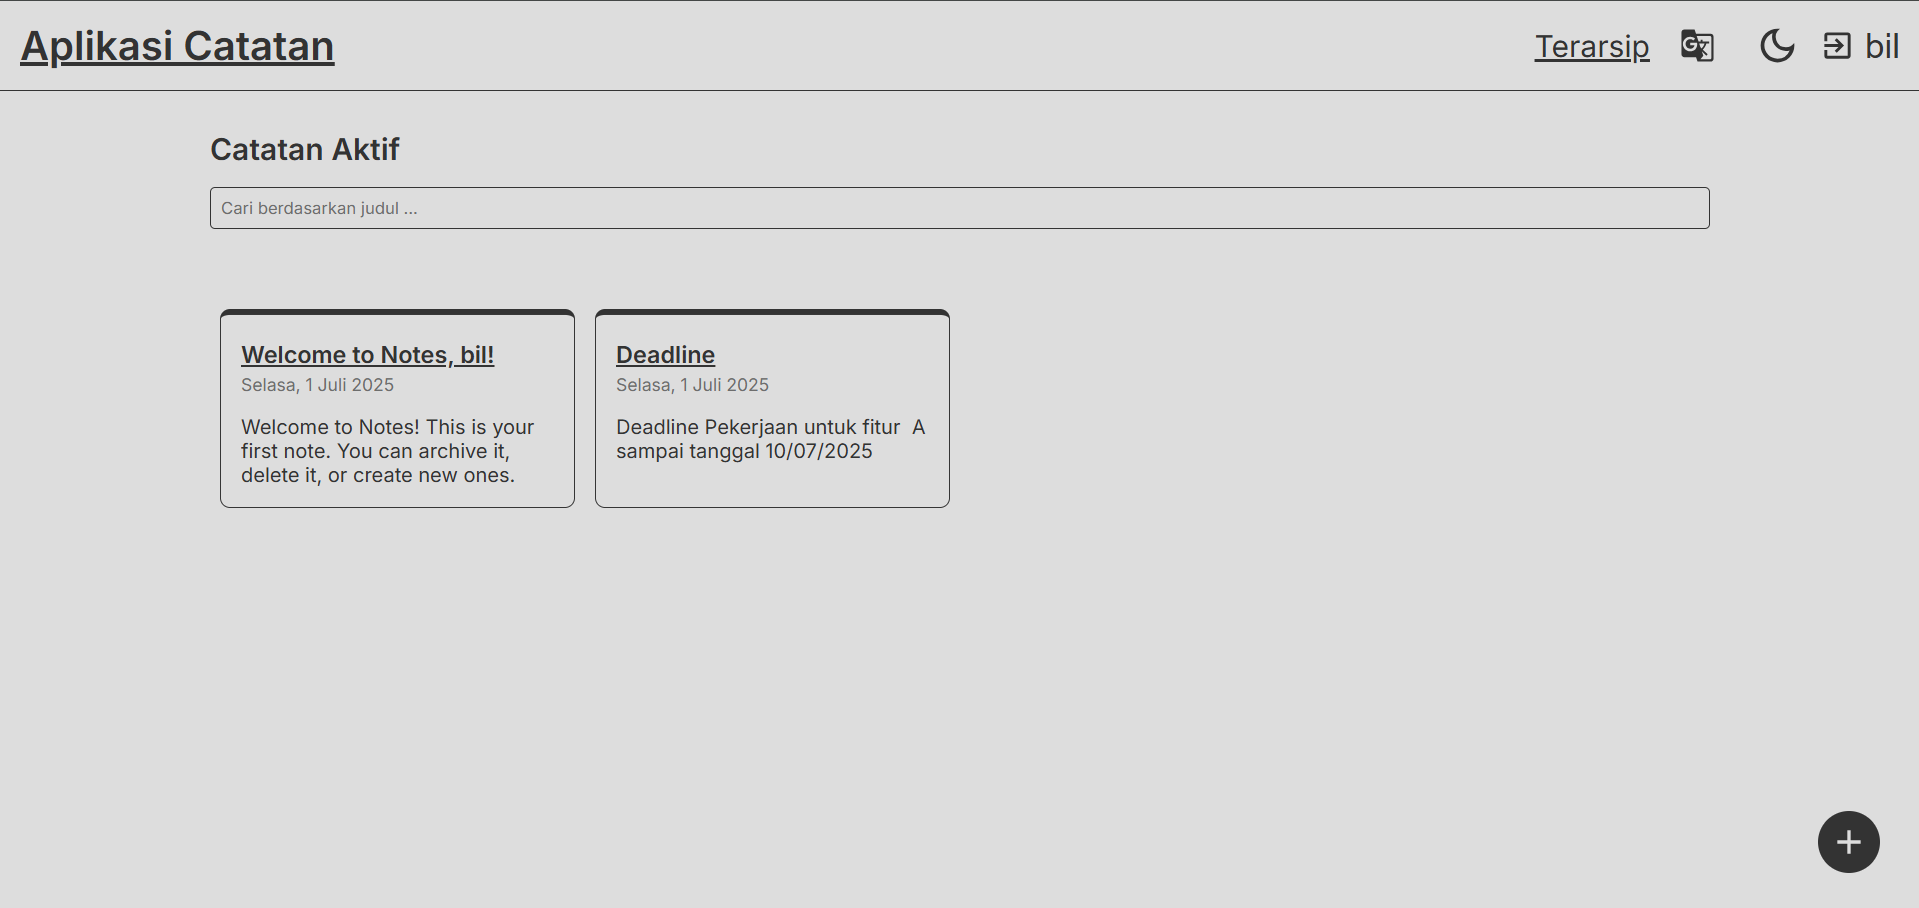 Aplikasi Catatan
Terarsip
bil
Catatan Aktif
Cari berdasarkan judul ...
Welcome to Notes, bil!
Selasa, 1 Juli 2025
Welcome to Notes! This is your
first note. You can archive it,
delete it, or create new ones.
Deadline
Selasa, 1 Juli 2025
Deadline Pekerjaan untuk fitur  A
sampai tanggal 10/07/2025